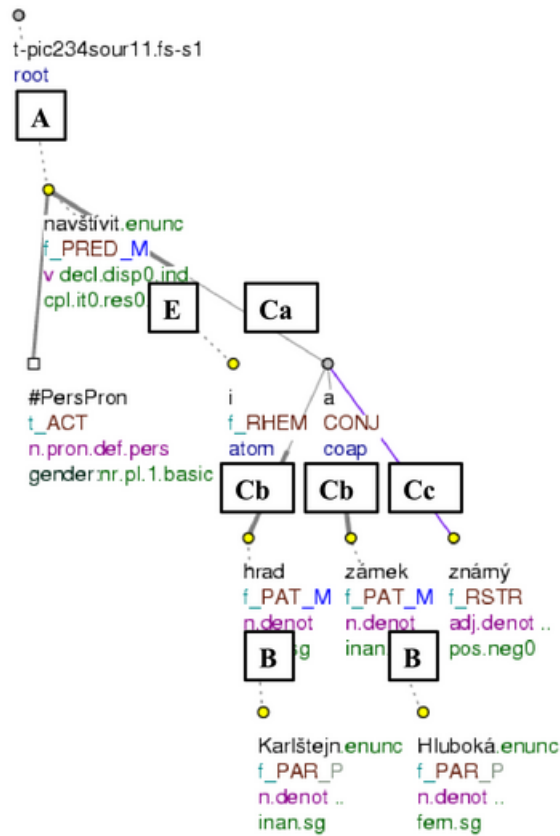 t-pic234sour11.fs-s1
root
A
navštívit.enunc
f_PRED_M
v decl.disp0.ind.
cpl.it0.res0.
E
Ca
#PersPron
t_ACT
n.pron.def.pers
gender:nr.pl.1.basic
i
f_RHEM
atom
a
CONJ
coap
Cb
Cb
Cc
hrad
f_PAT_M
n.denot
sg
zámek
f_PAT_M
n.denot
inan.
známý
f_RSTR
adj.denot ..
pos.neg0
B
B
Karlštejn.enunc
f_PAR_P
n.denot ..
inan.sg
Hluboká.enunc
f_PAR_P
n.denot ..
fem.sg